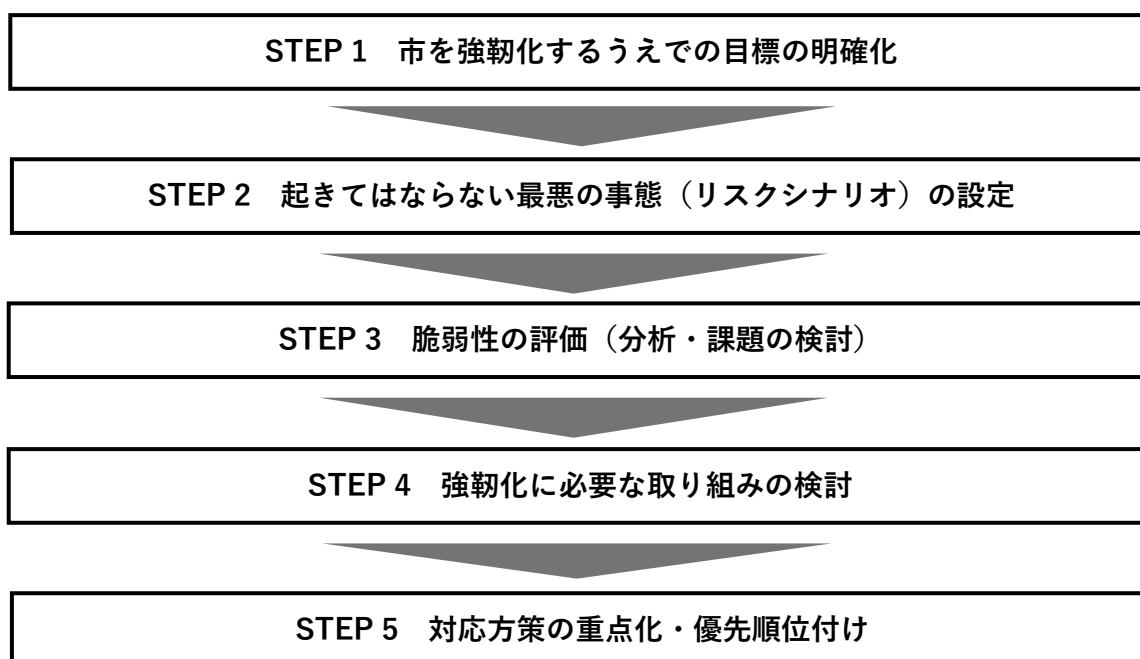 STEP 1　市を強靭化するうえでの目標の明確化
STEP 2　起きてはならない最悪の事態（リスクシナリオ）の設定
STEP 3　脆弱性の評価（分析・課題の検討）
STEP 4　強靭化に必要な取り組みの検討
STEP 5　対応方策の重点化・優先順位付け